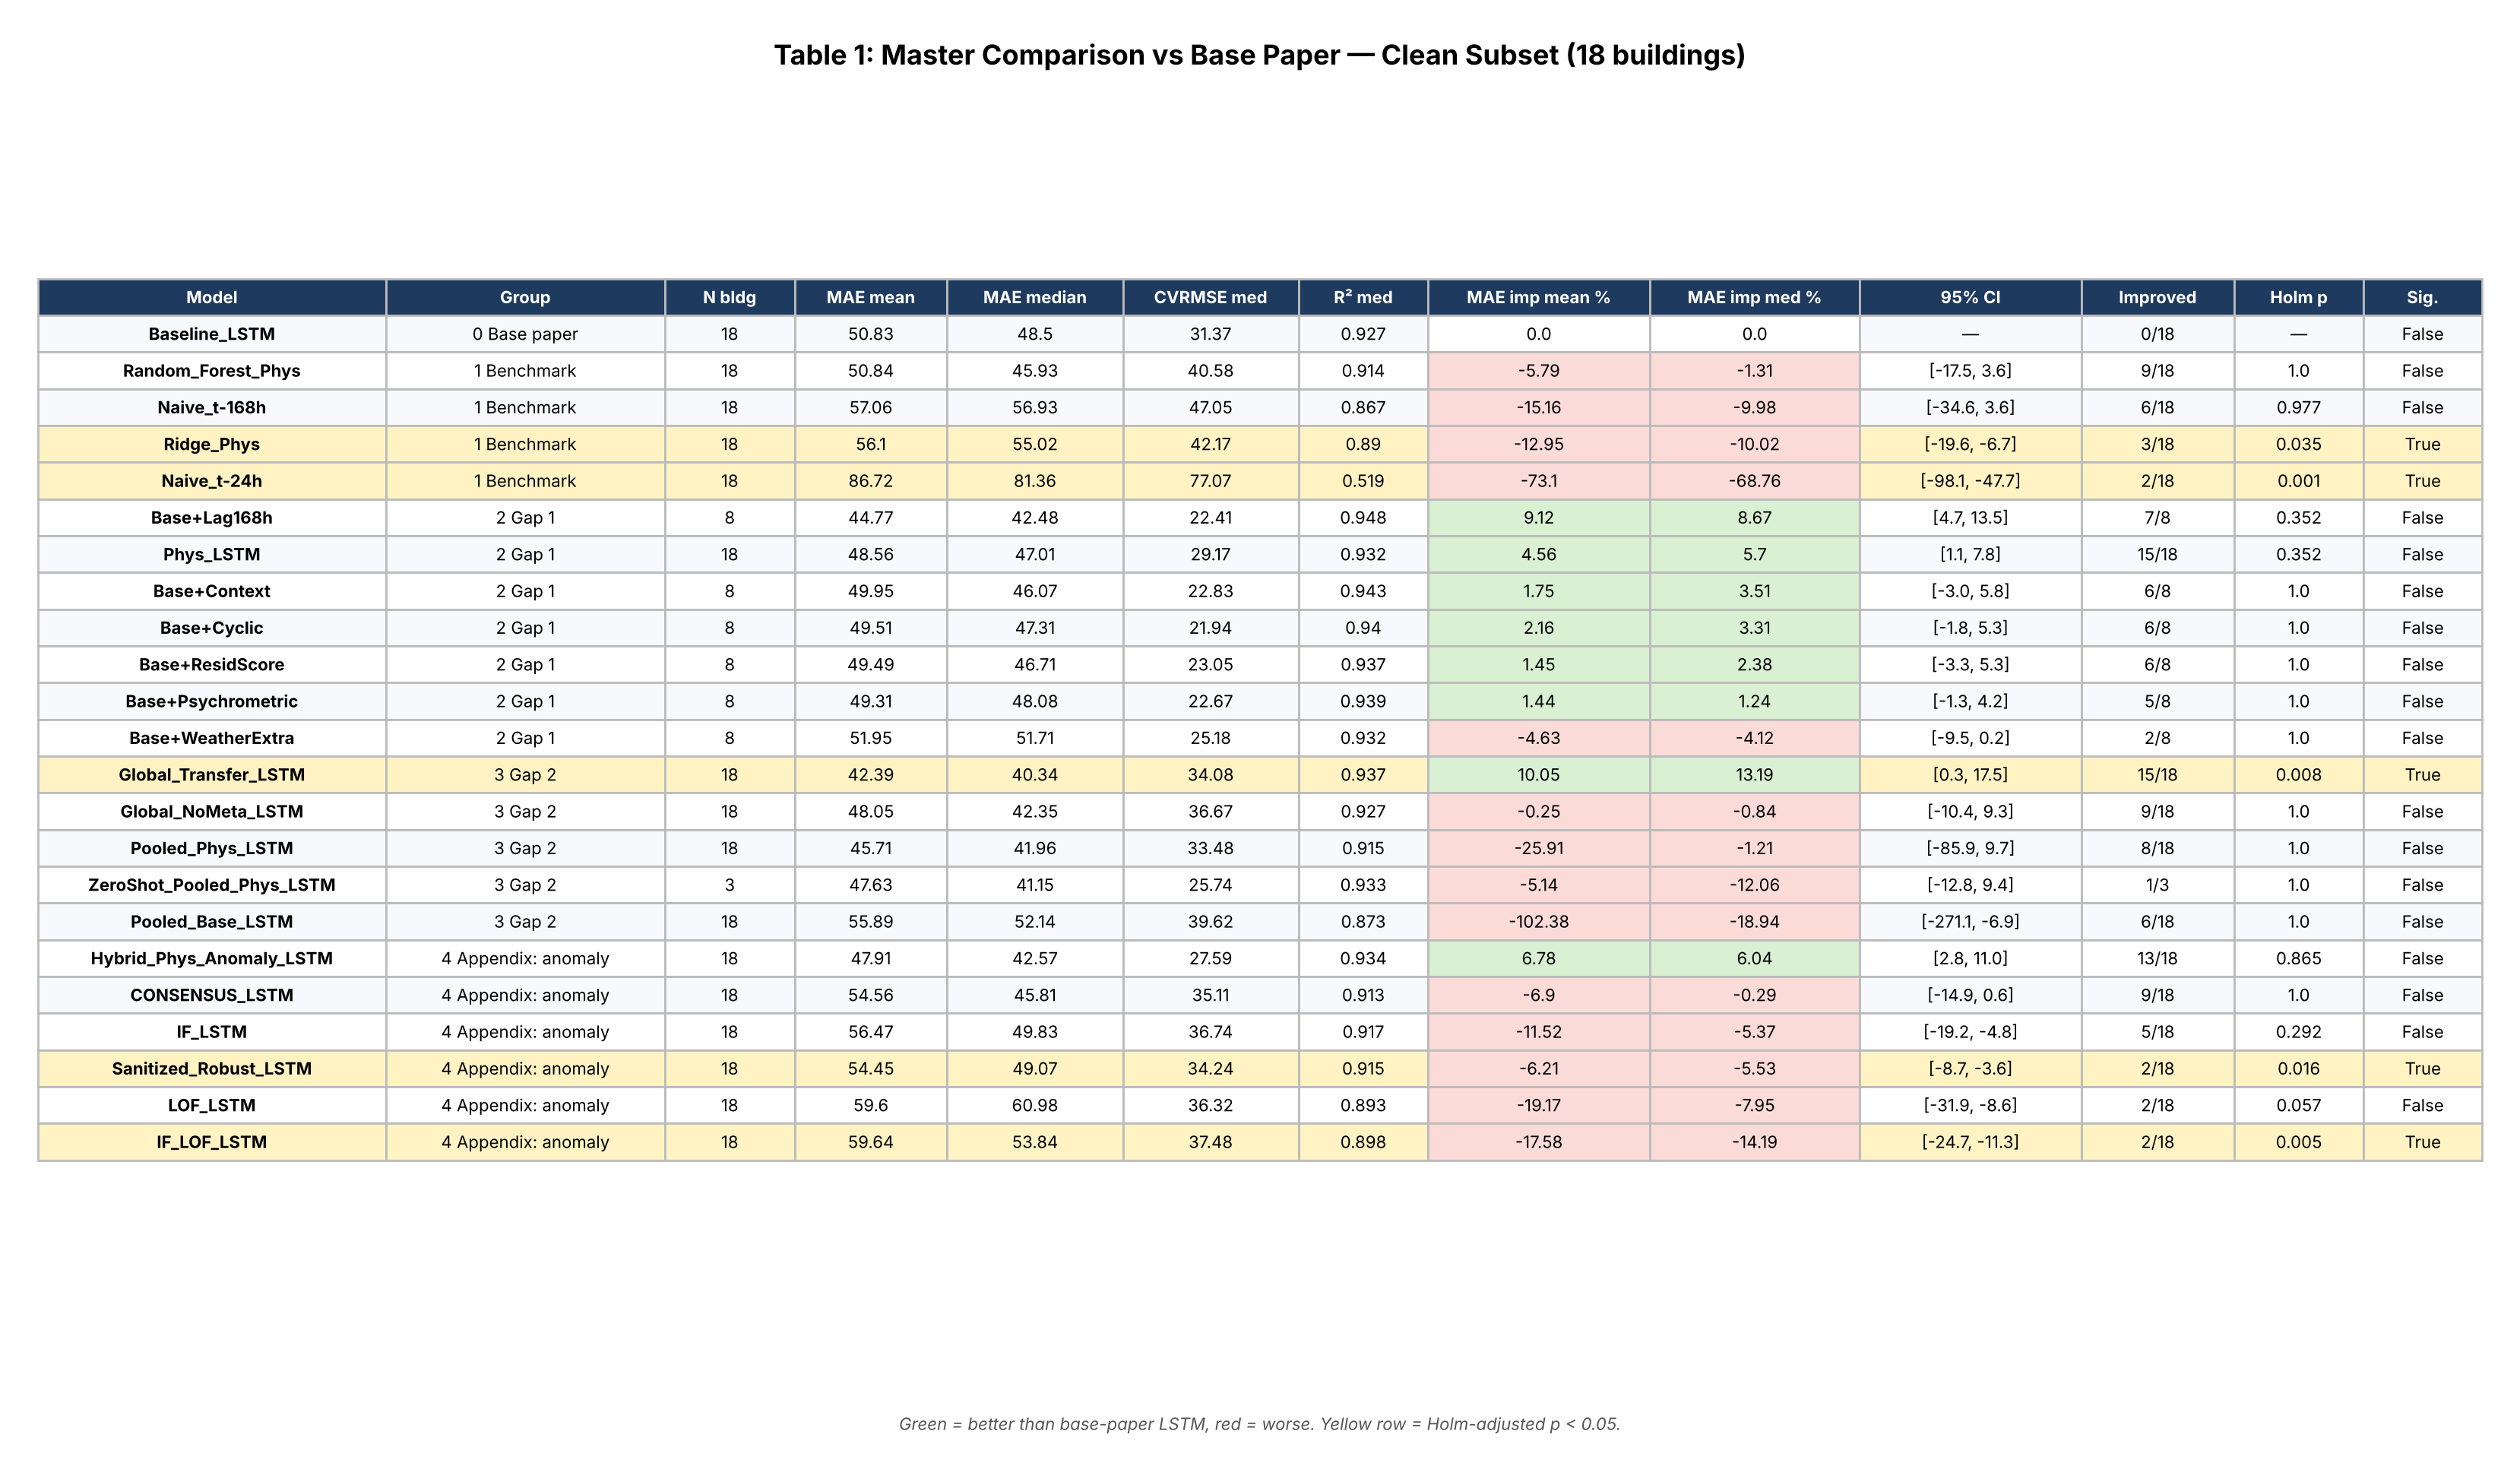 Table 1: Master Comparison vs Base Paper — Clean Subset (18 buildings)
Model Group N bldg MAE mean MAE median CVRMSE med R² med MAE imp mean % MAE imp med % 95% CI Improved Holm p Sig.
Baseline_LSTM 0 Base paper 18 50.83 48.5 31.37 0.927 0.0 0.0 — 0/18 — False
Random_Forest_Phys 1 Benchmark 18 50.84 45.93 40.58 0.914 -5.79 -1.31 [-17.5, 3.6] 9/18 1.0 False
Naive_t-168h 1 Benchmark 18 57.06 56.93 47.05 0.867 -15.16 -9.98 [-34.6, 3.6] 6/18 0.977 False
Ridge_Phys 1 Benchmark 18 56.1 55.02 42.17 0.89 -12.95 -10.02 [-19.6, -6.7] 3/18 0.035 True
Naive_t-24h 1 Benchmark 18 86.72 81.36 77.07 0.519 -73.1 -68.76 [-98.1, -47.7] 2/18 0.001 True
Base+Lag168h 2 Gap 1 8 44.77 42.48 22.41 0.948 9.12 8.67 [4.7, 13.5] 7/8 0.352 False
Phys_LSTM 2 Gap 1 18 48.56 47.01 29.17 0.932 4.56 5.7 [1.1, 7.8] 15/18 0.352 False
Base+Context 2 Gap 1 8 49.95 46.07 22.83 0.943 1.75 3.51 [-3.0, 5.8] 6/8 1.0 False
Base+Cyclic 2 Gap 1 8 49.51 47.31 21.94 0.94 2.16 3.31 [-1.8, 5.3] 6/8 1.0 False
Base+ResidScore 2 Gap 1 8 49.49 46.71 23.05 0.937 1.45 2.38 [-3.3, 5.3] 6/8 1.0 False
Base+Psychrometric 2 Gap 1 8 49.31 48.08 22.67 0.939 1.44 1.24 [-1.3, 4.2] 5/8 1.0 False
Base+WeatherExtra 2 Gap 1 8 51.95 51.71 25.18 0.932 -4.63 -4.12 [-9.5, 0.2] 2/8 1.0 False
Global_Transfer_LSTM 3 Gap 2 18 42.39 40.34 34.08 0.937 10.05 13.19 [0.3, 17.5] 15/18 0.008 True
Global_NoMeta_LSTM 3 Gap 2 18 48.05 42.35 36.67 0.927 -0.25 -0.84 [-10.4, 9.3] 9/18 1.0 False
Pooled_Phys_LSTM 3 Gap 2 18 45.71 41.96 33.48 0.915 -25.91 -1.21 [-85.9, 9.7] 8/18 1.0 False
ZeroShot_Pooled_Phys_LSTM 3 Gap 2 3 47.63 41.15 25.74 0.933 -5.14 -12.06 [-12.8, 9.4] 1/3 1.0 False
Pooled_Base_LSTM 3 Gap 2 18 55.89 52.14 39.62 0.873 -102.38 -18.94 [-271.1, -6.9] 6/18 1.0 False
Hybrid_Phys_Anomaly_LSTM 4 Appendix: anomaly 18 47.91 42.57 27.59 0.934 6.78 6.04 [2.8, 11.0] 13/18 0.865 False
CONSENSUS_LSTM 4 Appendix: anomaly 18 54.56 45.81 35.11 0.913 -6.9 -0.29 [-14.9, 0.6] 9/18 1.0 False
IF_LSTM 4 Appendix: anomaly 18 56.47 49.83 36.74 0.917 -11.52 -5.37 [-19.2, -4.8] 5/18 0.292 False
Sanitized_Robust_LSTM 4 Appendix: anomaly 18 54.45 49.07 34.24 0.915 -6.21 -5.53 [-8.7, -3.6] 2/18 0.016 True
LOF_LSTM 4 Appendix: anomaly 18 59.6 60.98 36.32 0.893 -19.17 -7.95 [-31.9, -8.6] 2/18 0.057 False
IF_LOF_LSTM 4 Appendix: anomaly 18 59.64 53.84 37.48 0.898 -17.58 -14.19 [-24.7, -11.3] 2/18 0.005 True
Green = better than base-paper LSTM, red = worse. Yellow row = Holm-adjusted p < 0.05.